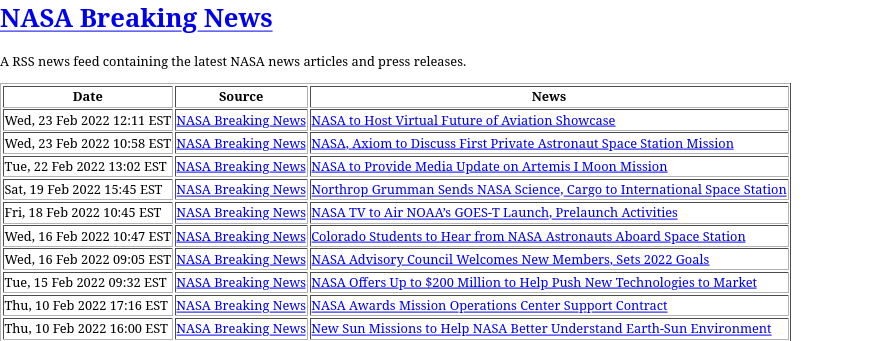 NASA Breaking News
A RSS news feed containing the latest NASA news articles and press releases.
Date Source News
Wed, 23 Feb 2022 12:11 EST NASA Breaking News NASA to Host Virtual Future of Aviation Showcase
Wed, 23 Feb 2022 10:58 EST NASA Breaking News NASA, Axiom to Discuss First Private Astronaut Space Station Mission
Tue, 22 Feb 2022 13:02 EST NASA Breaking News NASA to Provide Media Update on Artemis I Moon Mission
Sat, 19 Feb 2022 15:45 EST NASA Breaking News Northrop Grumman Sends NASA Science, Cargo to International Space Station
Fri, 18 Feb 2022 10:45 EST NASA Breaking News NASA TV to Air NOAA’s GOES-T Launch, Prelaunch Activities
Wed, 16 Feb 2022 10:47 EST NASA Breaking News Colorado Students to Hear from NASA Astronauts Aboard Space Station
Wed, 16 Feb 2022 09:05 EST NASA Breaking News NASA Advisory Council Welcomes New Members, Sets 2022 Goals
Tue, 15 Feb 2022 09:32 EST NASA Breaking News NASA Offers Up to $200 Million to Help Push New Technologies to Market
Thu, 10 Feb 2022 17:16 EST NASA Breaking News NASA Awards Mission Operations Center Support Contract
Thu, 10 Feb 2022 16:00 EST NASA Breaking News New Sun Missions to Help NASA Better Understand Earth-Sun Environment